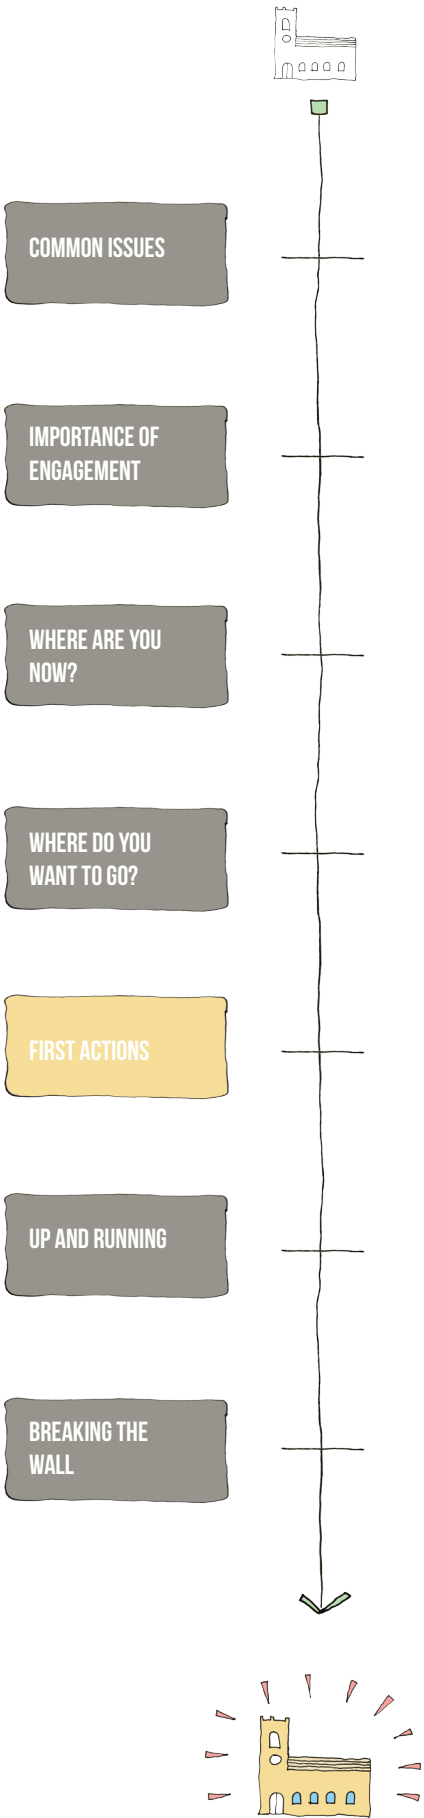 COMMON ISSUES
IMPORTANCE OF
ENGAGEMENT
WHERE ARE YOU
NOW?
WHERE DO YOU
WANT TO GO?
FIRST ACTIONS
UP AND RUNNING
BREAKING THE
WALL